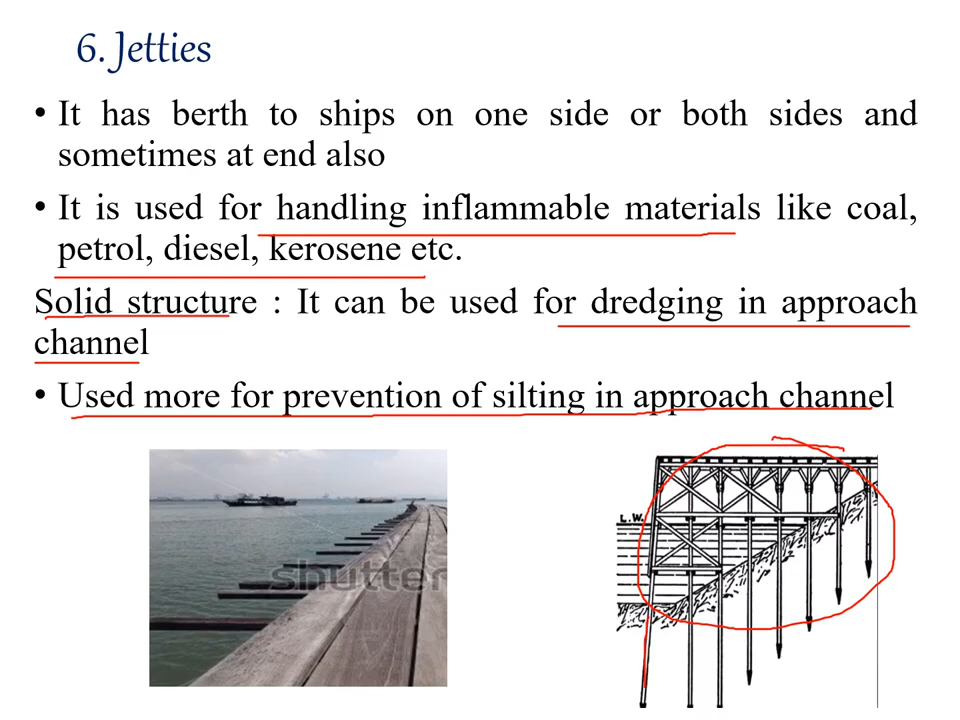 6. Jetties
• It has berth to ships on one side or both sides and
sometimes at end also
• It is used for handling inflammable materials like coal,
petrol, diesel, kerosene etc.
Solid structure : It can be used for dredging in approach
channel
• Used more for prevention of silting in approach channel
L.W.
shutter